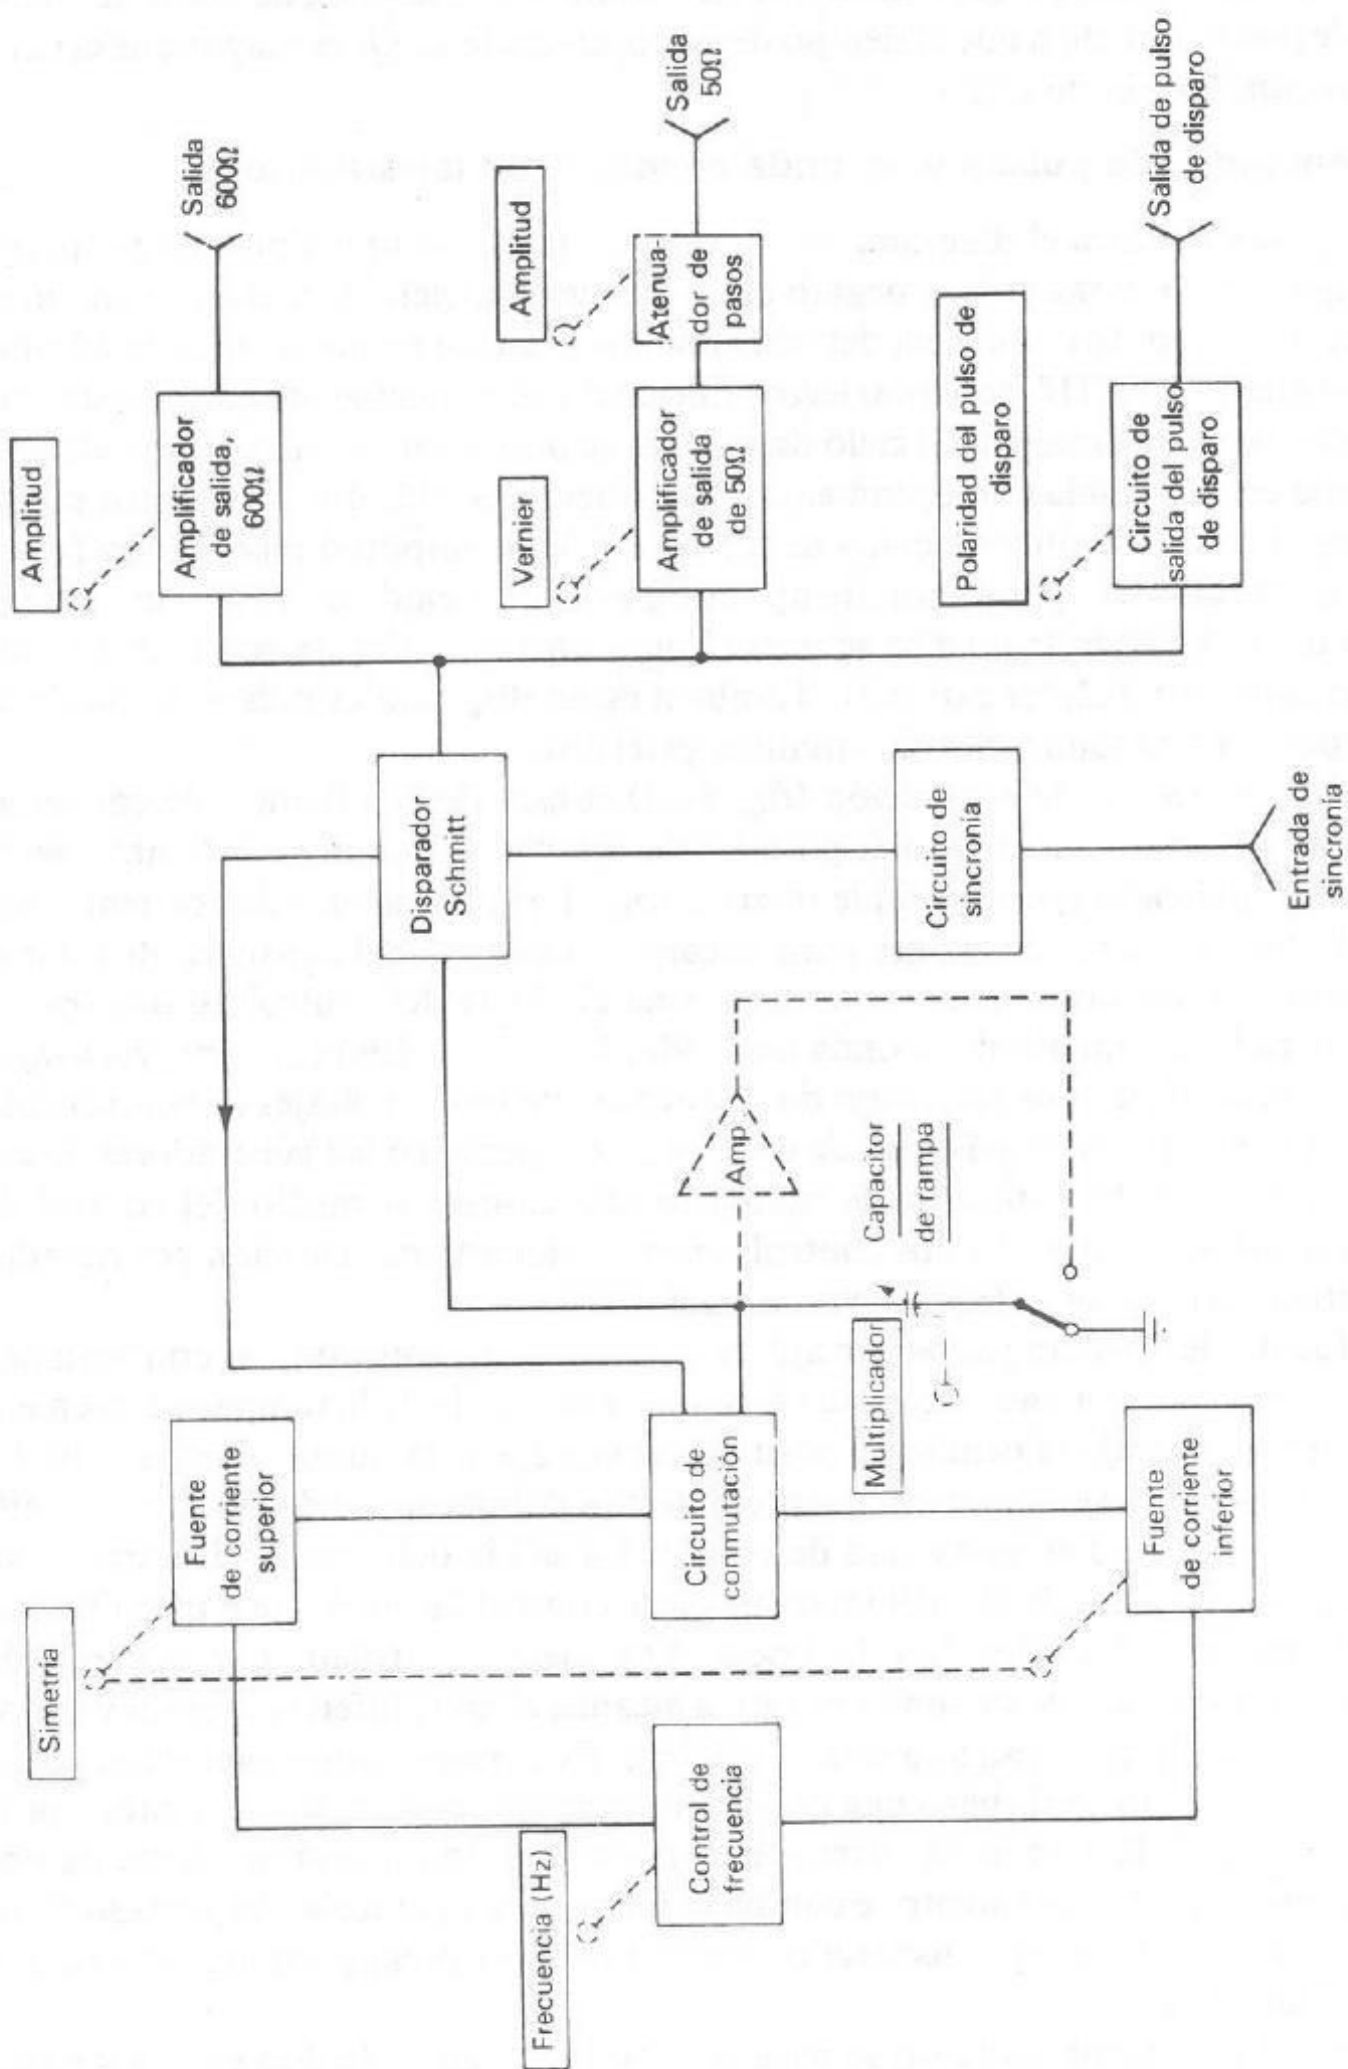 Frecuencia (Hz)
Control de
frecuencia
Simetria
Fuente
de corriente
superior
Circuito de
conmutación
Fuente
de corriente
inferior
Multiplicador
Capacitor
de rampa
Amp
Disparador
Schmitt
Circuito de
sincronía
Entrada de
sincronía
Amplitud
Amplificador
de salida,
600Ω
Salida
600Ω
Vernier
Amplificador
de salida
de 50Ω
Amplitud
Atenua-
dor de
pasos
Salida
50Ω
Polaridad del pulso de
disparo
Circuito de
salida del pulso
de disparo
Salida de pulso
de disparo